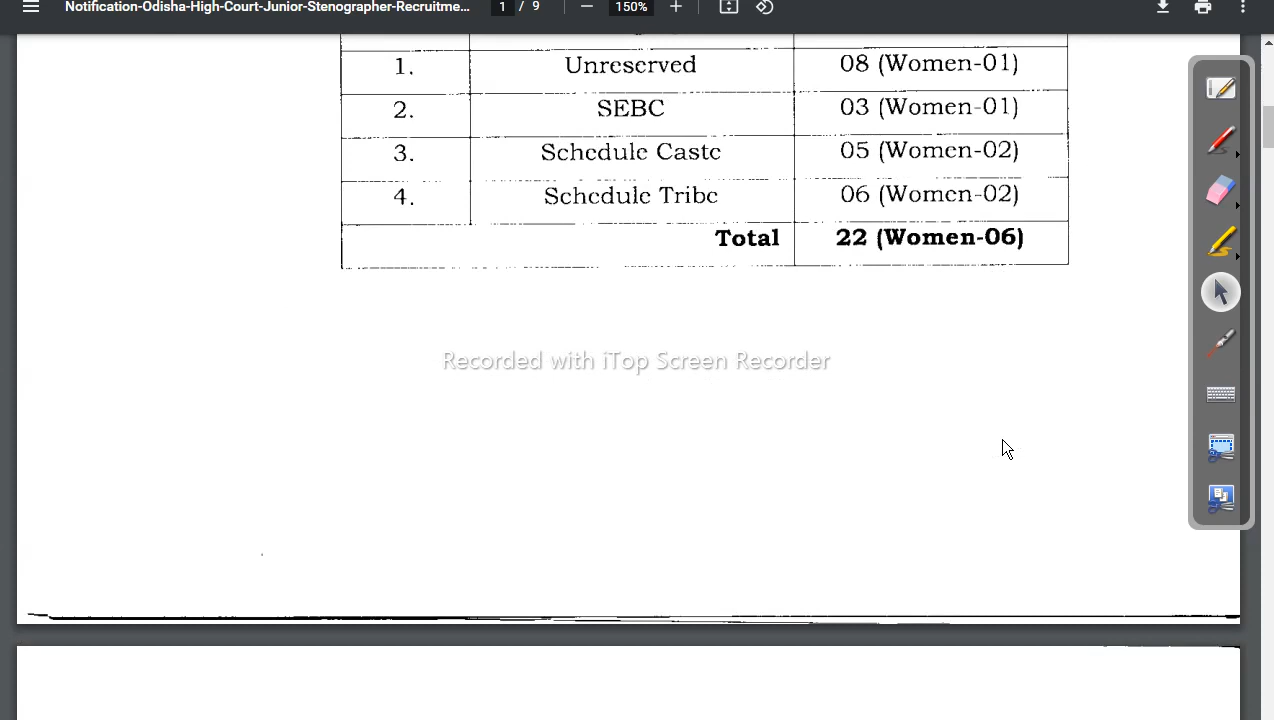 Notification-Odisha-High-Court-Junior-Stenographer-Recruitme... 1 / 9 150%
1. Unreserved 08 (Women-01)
2. SEBC 03 (Women-01)
3. Schedule Caste 05 (Women-02)
4. Schedule Tribe 06 (Women-02)
Total 22 (Women-06)
Recorded with iTop Screen Recorder